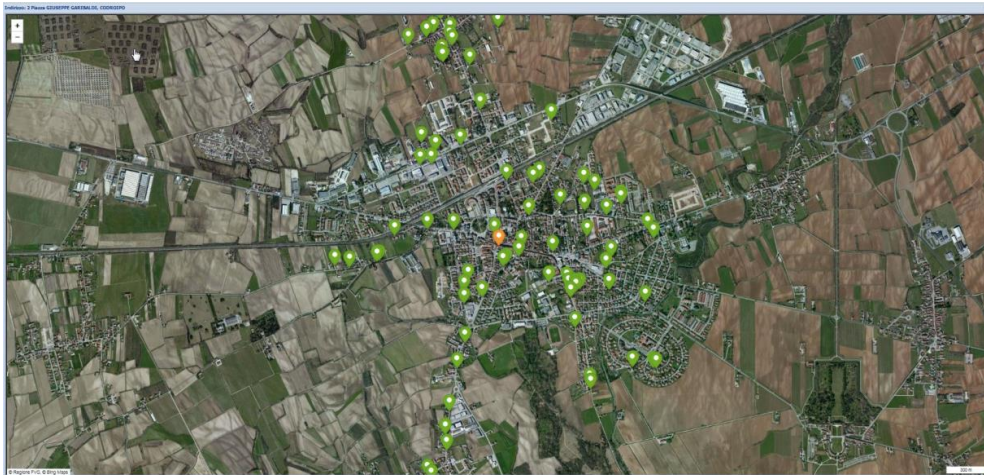 Indirizzo: 2 Piazza GIUSEPPE GARIBALDI, CODROIPO
+
−
© Regione FVG, © Bing Maps